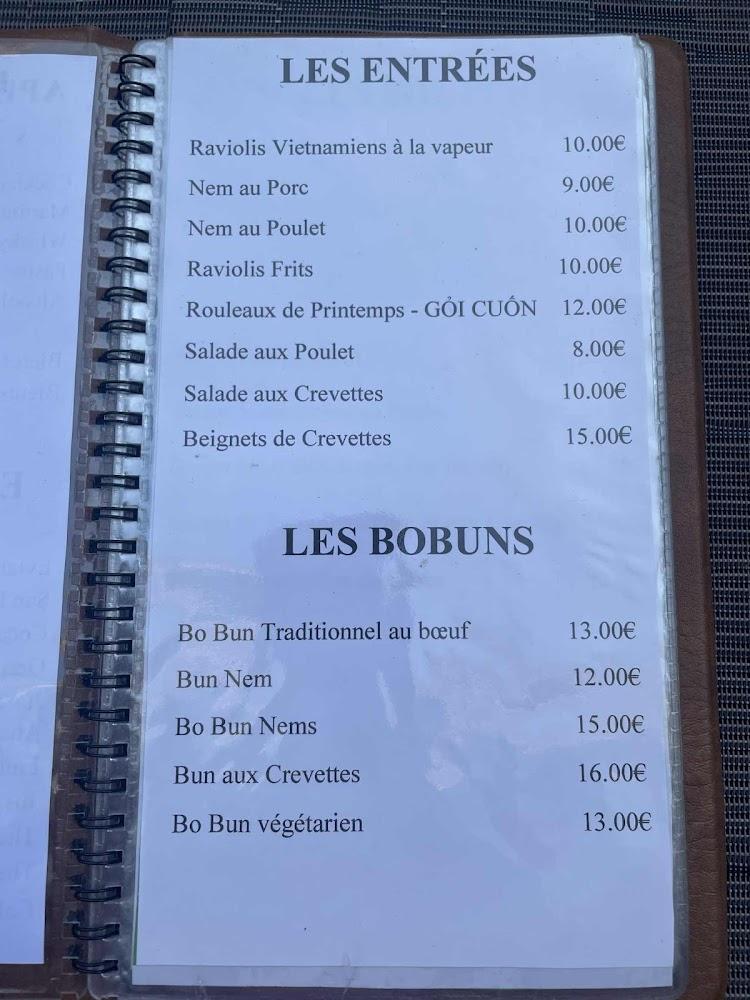 LES ENTRÉES
Raviolis Vietnamiens à la vapeur 10.00€
Nem au Porc 9.00€
Nem au Poulet 10.00€
Raviolis Frits 10.00€
Rouleaux de Printemps - GỎI CUÔN 12.00€
Salade aux Poulet 8.00€
Salade aux Crevettes 10.00€
Beignets de Crevettes 15.00€
LES BOBUNS
Bo Bun Traditionnel au bœuf 13.00€
Bun Nem 12.00€
Bo Bun Nems 15.00€
Bun aux Crevettes 16.00€
Bo Bun végétarien 13.00€